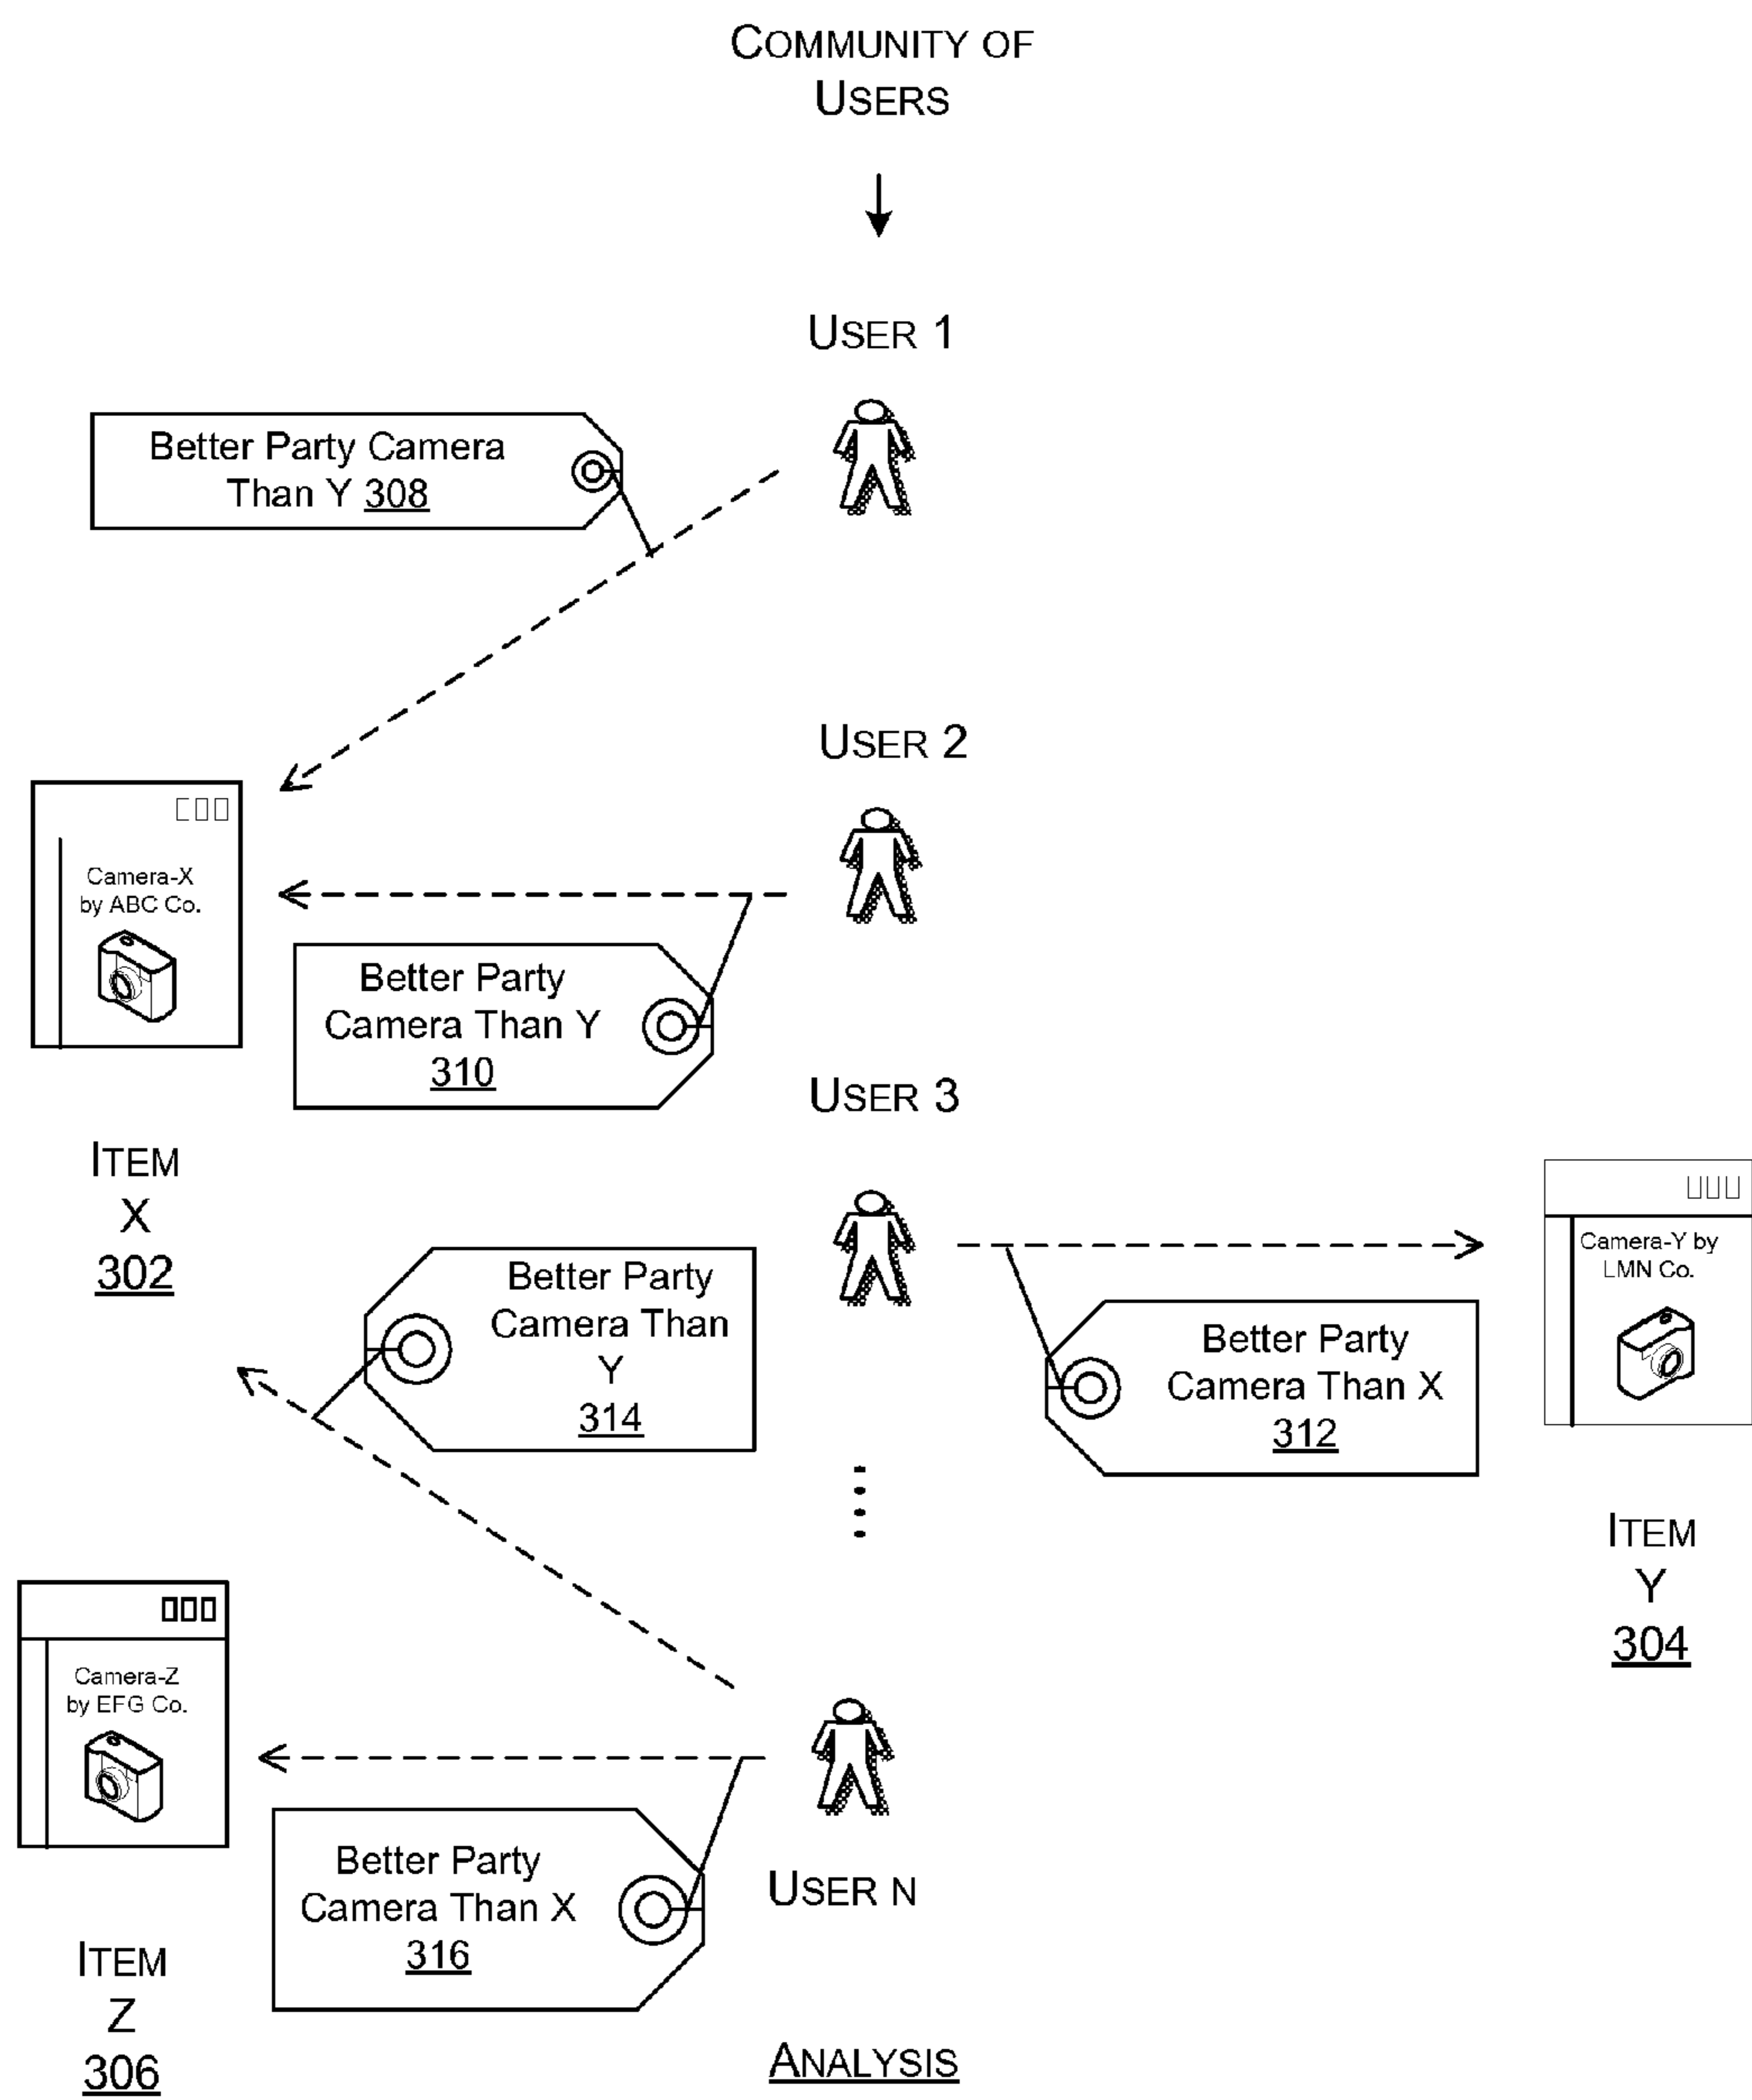 COMMUNITY OF
USERS
USER 1
Better Party Camera
Than Y 308
USER 2
Camera-X
by ABC Co.
Better Party
Camera Than Y
310
USER 3
ITEM
X
302
Better Party
Camera Than
Y
314
Camera-Y by
LMN Co.
Better Party
Camera Than X
312
ITEM
Y
304
Camera-Z
by EFG Co.
Better Party
Camera Than X
316
USER N
ITEM
Z
306
ANALYSIS